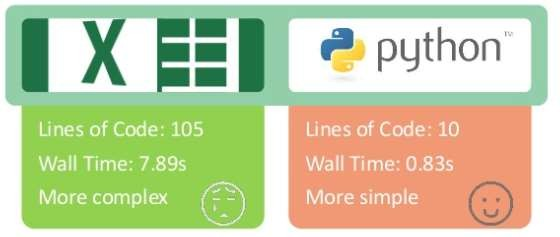 X
python™
Lines of Code: 105
Wall Time: 7.89s
More complex
Lines of Code: 10
Wall Time: 0.83s
More simple